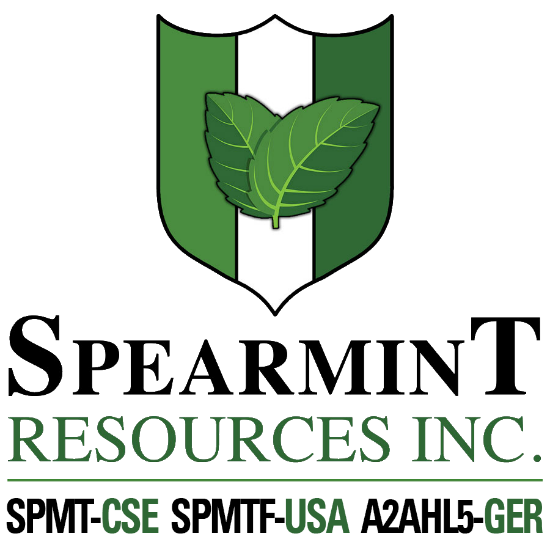 SPEARMINT
RESOURCES INC.
SPMT-CSE SPMTF-USA A2AHL5-GER